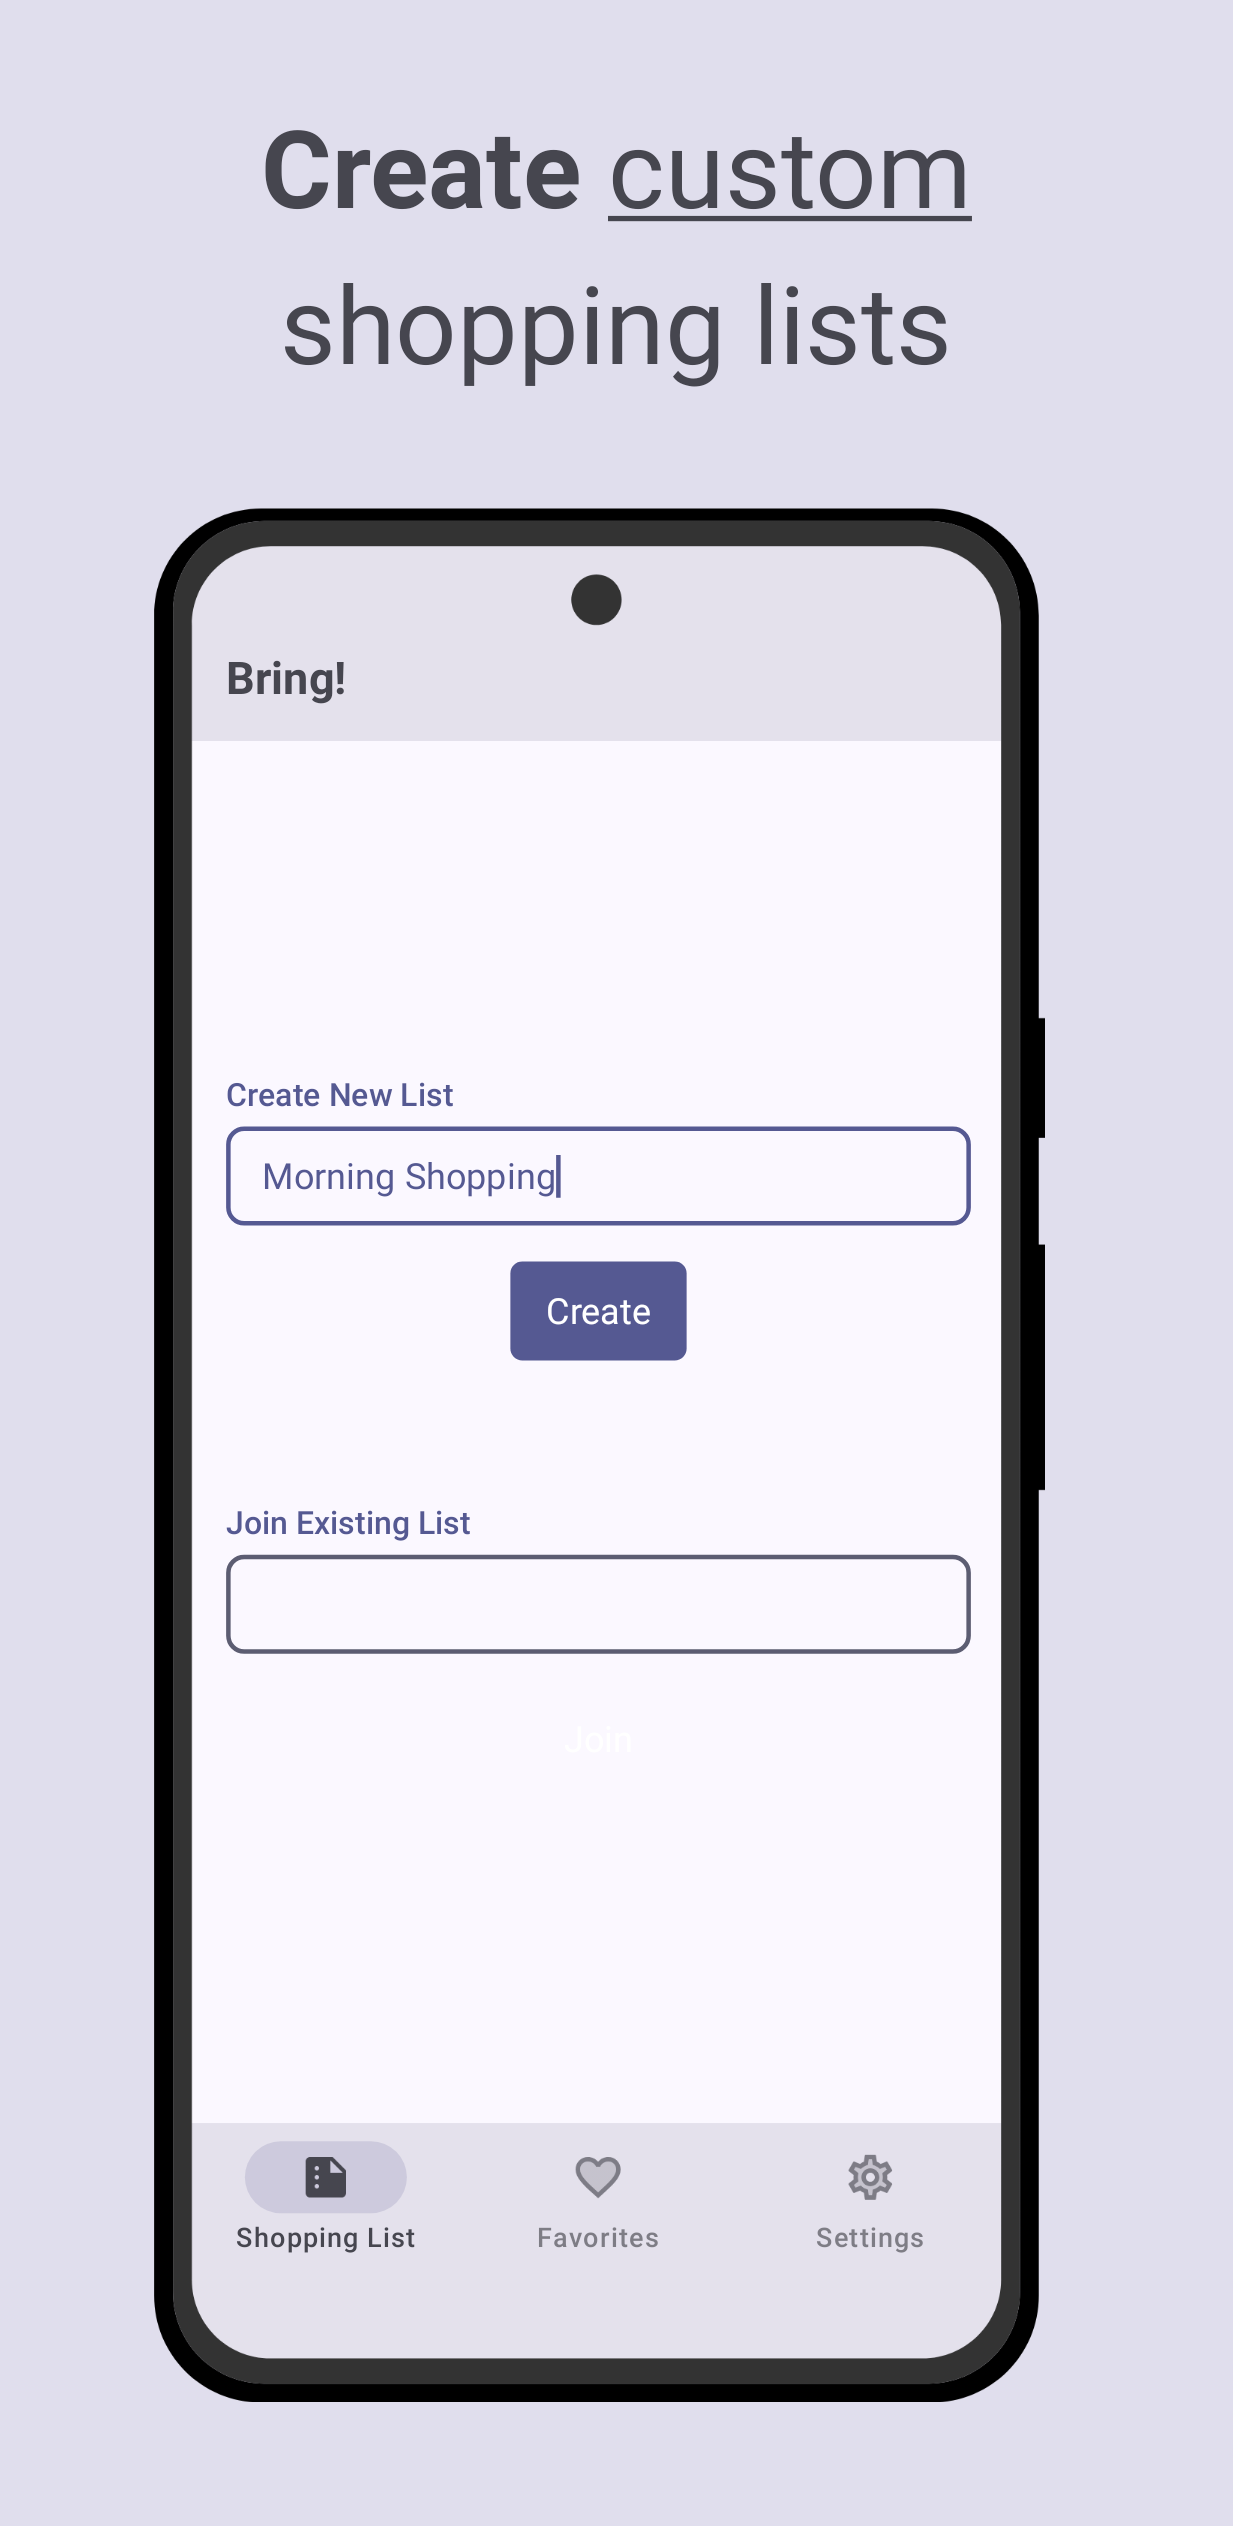 Create custom
shopping lists
Bring!
Create New List
Morning Shopping
Create
Join Existing List
Join
Shopping List
Favorites
Settings